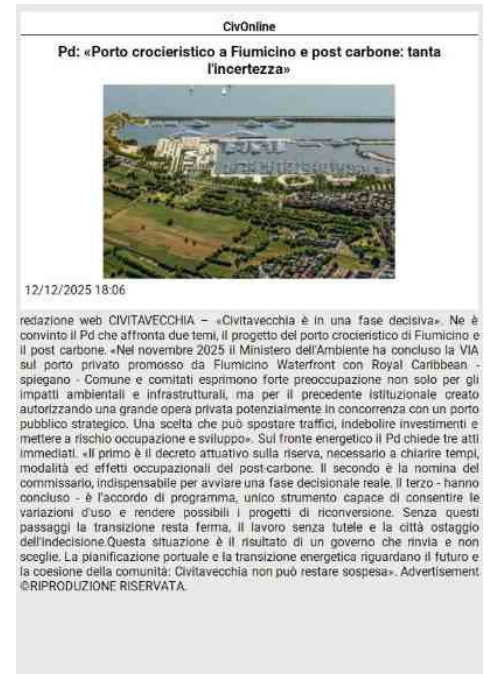 CivOnline
Pd: «Porto crocieristico a Fiumicino e post carbone: tanta
l'incertezza»
12/12/2025 18:06
redazione web CIVITAVECCHIA – «Civitavecchia è in una fase decisiva». Ne è
convinto il Pd che affronta due temi, il progetto del porto crocieristico di Fiumicino e
il post carbone. «Nel novembre 2025 il Ministero dell'Ambiente ha concluso la VIA
sul porto privato promosso da Fiumicino Waterfront con Royal Caribbean -
spiegano - Comune e comitati esprimono forte preoccupazione non solo per gli
impatti ambientali e infrastrutturali, ma per il precedente istituzionale creato
autorizzando una grande opera privata potenzialmente in concorrenza con un porto
pubblico strategico. Una scelta che può spostare traffici, indebolire investimenti e
mettere a rischio occupazione e sviluppo». Sul fronte energetico il Pd chiede tre atti
immediati. «Il primo è il decreto attuativo sulla riserva, necessario a chiarire tempi,
modalità ed effetti occupazionali del post-carbone. Il secondo è la nomina del
commissario, indispensabile per avviare una fase decisionale reale. Il terzo - hanno
concluso - è l'accordo di programma, unico strumento capace di consentire le
variazioni d'uso e rendere possibili i progetti di riconversione. Senza questi
passaggi la transizione resta ferma, il lavoro senza tutele e la città ostaggio
dell'indecisione.Questa situazione è il risultato di un governo che rinvia e non
sceglie. La pianificazione portuale e la transizione energetica riguardano il futuro e
la coesione della comunità: Civitavecchia non può restare sospesa». Advertisement
©RIPRODUZIONE RISERVATA.